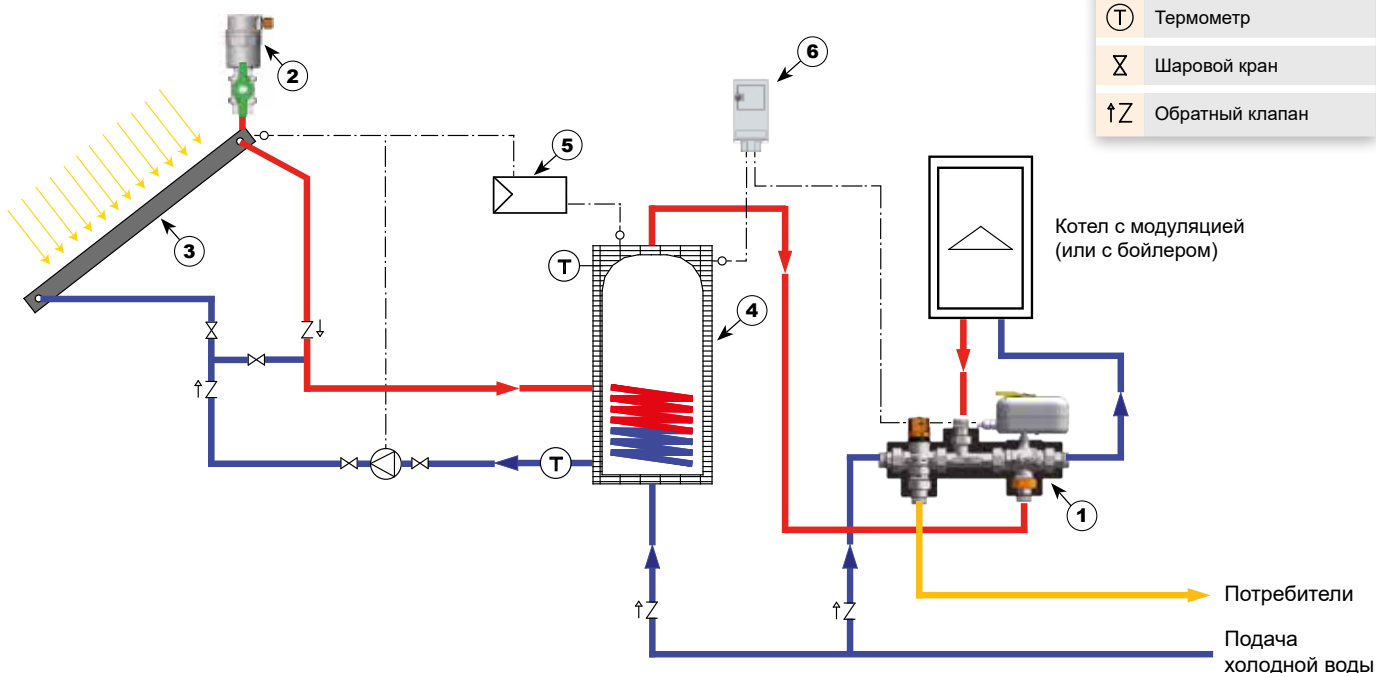 Термометр
Шаровой кран
Обратный клапан
2
6
5
3
T
4
Котел с модуляцией
(или с бойлером)
T
1
Потребители
Подача
холодной воды
T